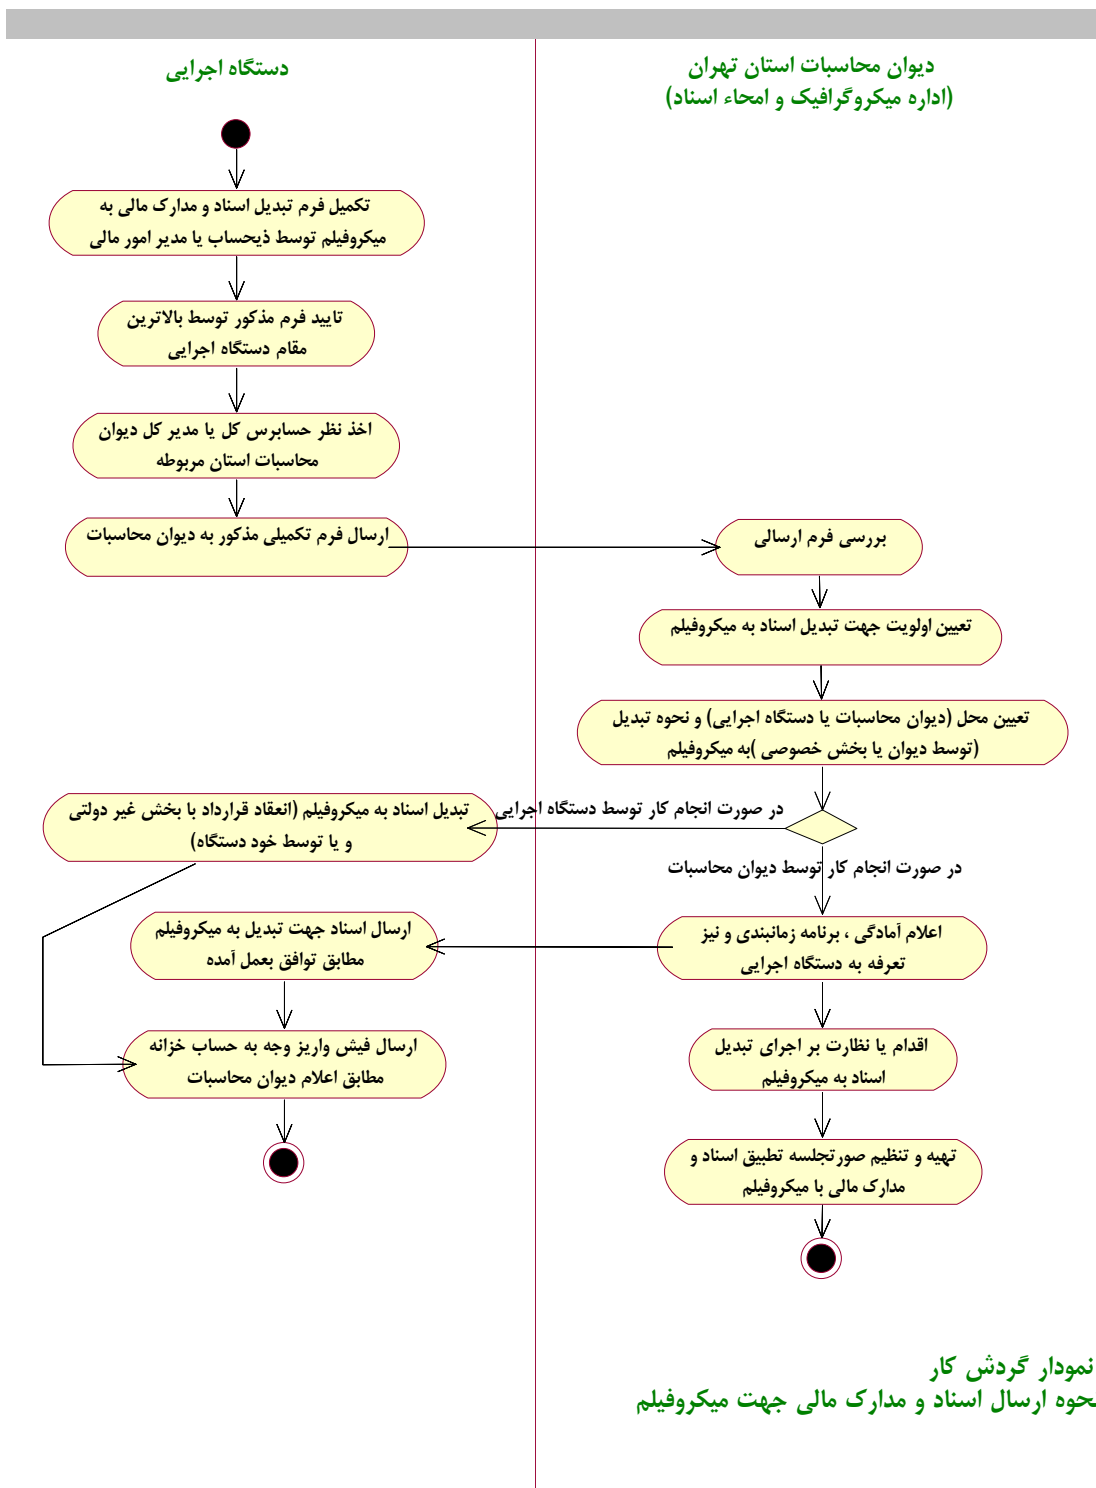 دیوان محاسبات استان تهران
(اداره میکروگرافیک و امحاء اسناد)
دستگاه اجرایی
تکمیل فرم تبدیل اسناد و مدارک مالی به
میکروفیلم توسط ذیحساب یا مدیر امور مالی
تایید فرم مذکور توسط بالاترین
مقام دستگاه اجرایی
اخذ نظر حسابرس کل یا مدیر کل دیوان
محاسبات استان مربوطه
ارسال فرم تکمیلی مذکور به دیوان محاسبات
بررسی فرم ارسالی
تعیین اولویت جهت تبدیل اسناد به میکروفیلم
تعیین محل (دیوان محاسبات یا دستگاه اجرایی) و نحوه تبدیل
(توسط دیوان یا بخش خصوصی )به میکروفیلم
در صورت انجام کار توسط دستگاه اجرایی
تبدیل اسناد به میکروفیلم (انعقاد قرارداد با بخش غیر دولتی
و یا توسط خود دستگاه)
در صورت انجام کار توسط دیوان محاسبات
اعلام آمادگی ، برنامه زمانبندی و نیز
تعرفه به دستگاه اجرایی
ارسال اسناد جهت تبدیل به میکروفیلم
مطابق توافق بعمل آمده
اقدام یا نظارت بر اجرای تبدیل
اسناد به میکروفیلم
ارسال فیش واریز وجه به حساب خزانه
مطابق اعلام دیوان محاسبات
تهیه و تنظیم صورتجلسه تطبیق اسناد و
مدارک مالی با میکروفیلم
نمودار گردش کار
نحوه ارسال اسناد و مدارک مالی جهت میکروفیلم